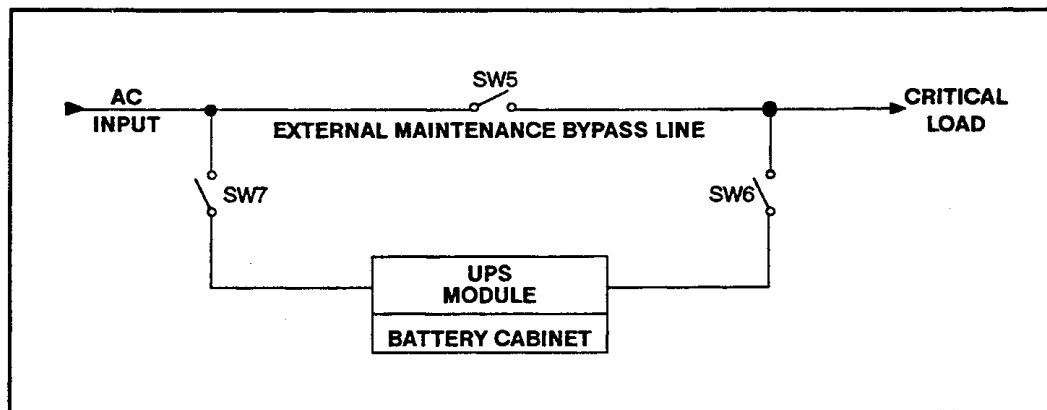 SW5
AC
INPUT
EXTERNAL MAINTENANCE BYPASS LINE
CRITICAL
LOAD
SW7
SW6
UPS
MODULE
BATTERY CABINET